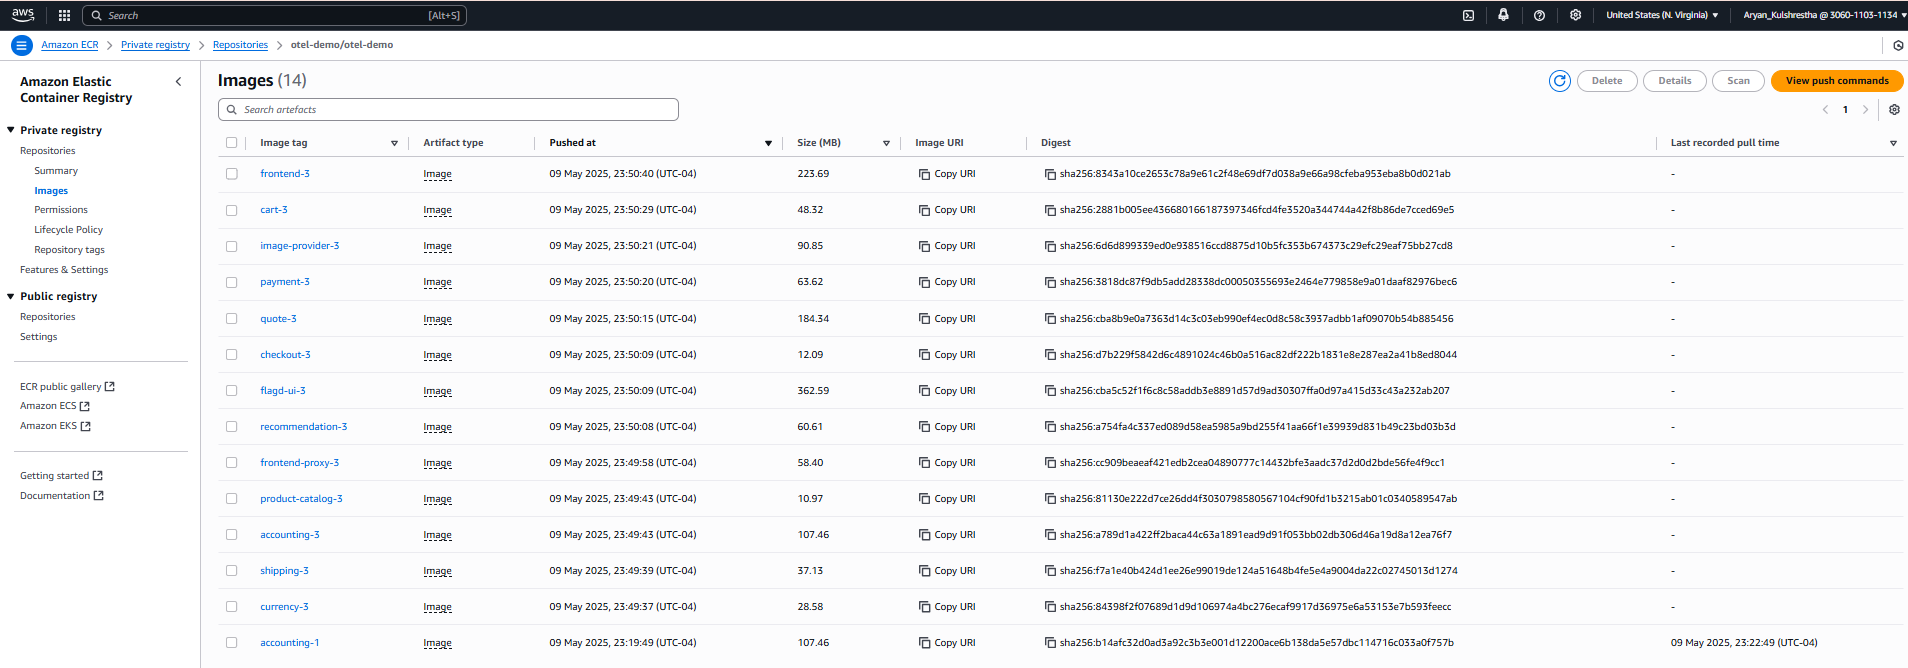 aws Search [Alt+S] United States (N. Virginia) Aryan_Kulshrestha @ 3060-1103-1134
Amazon ECR Private registry Repositories otel-demo/otel-demo
Amazon Elastic
Container Registry
Private registry
Repositories
Summary
Images
Permissions
Lifecycle Policy
Repository tags
Features & Settings
Public registry
Repositories
Settings
ECR public gallery
Amazon ECS
Amazon EKS
Getting started
Documentation
Images (14) Delete Details Scan View push commands
Search artefacts 1
Image tag Artifact type Pushed at Size (MB) Image URI Digest Last recorded pull time
frontend-3 Image 09 May 2025, 23:50:40 (UTC-04) 223.69 Copy URI sha256:8343a10ce2653c78a9e61c2f48e69df7d038a9e66a98cfeba953eba8b0d021ab -
cart-3 Image 09 May 2025, 23:50:29 (UTC-04) 48.32 Copy URI sha256:2881b005ee436680166187397346fcd4fe3520a344744a42f8b86de7cced69e5 -
image-provider-3 Image 09 May 2025, 23:50:21 (UTC-04) 90.85 Copy URI sha256:6d6d899339ed0e938516ccd8875d10b5fc353b674373c29efc29eaf75bb27cd8 -
payment-3 Image 09 May 2025, 23:50:20 (UTC-04) 63.62 Copy URI sha256:3818dc87f9db5add28338dc00050355693e2464e779858e9a01daaf82976bec6 -
quote-3 Image 09 May 2025, 23:50:15 (UTC-04) 184.34 Copy URI sha256:cba8b9e0a7363d14c3c03eb990ef4ec0d8c58c3937adbb1af09070b54b885456 -
checkout-3 Image 09 May 2025, 23:50:09 (UTC-04) 12.09 Copy URI sha256:d7b229f5842d6c4891024c46b0a516ac82df222b1831e8e287ea2a41b8ed8044 -
flagd-ui-3 Image 09 May 2025, 23:50:09 (UTC-04) 362.59 Copy URI sha256:cba5c52f1f6c8c58addb3e8891d57d9ad30307ffa0d97a415d33c43a232ab207 -
recommendation-3 Image 09 May 2025, 23:50:08 (UTC-04) 60.61 Copy URI sha256:a754fa4c337ed089d58ea5985a9bd255f41aa66f1e39939d831b49c23bd03b3d -
frontend-proxy-3 Image 09 May 2025, 23:49:58 (UTC-04) 58.40 Copy URI sha256:cc909beaeaf421edb2cea04890777c14432bfe3aadc37d2d0d2bde56fe4f9cc1 -
product-catalog-3 Image 09 May 2025, 23:49:43 (UTC-04) 10.97 Copy URI sha256:81130e222d7ce26dd4f3030798580567104cf90fd1b3215ab01c0340589547ab -
accounting-3 Image 09 May 2025, 23:49:43 (UTC-04) 107.46 Copy URI sha256:a789d1a422ff2baca44c63a1891ead9d91f053bb02db306d46a19d8a12ea76f7 -
shipping-3 Image 09 May 2025, 23:49:39 (UTC-04) 37.13 Copy URI sha256:f7a1e40b424d1ee26e99019de124a51648b4fe5e4a9004da22c02745013d1274 -
currency-3 Image 09 May 2025, 23:49:37 (UTC-04) 28.58 Copy URI sha256:84398f2f07689d1d9d106974a4bc276ecaf9917d36975e6a53153e7b593feecc -
accounting-1 Image 09 May 2025, 23:19:49 (UTC-04) 107.46 Copy URI sha256:b14afc32d0ad3a92c3b3e001d12200ace6b138da5e57dbc114716c033a0f757b 09 May 2025, 23:22:49 (UTC-04)